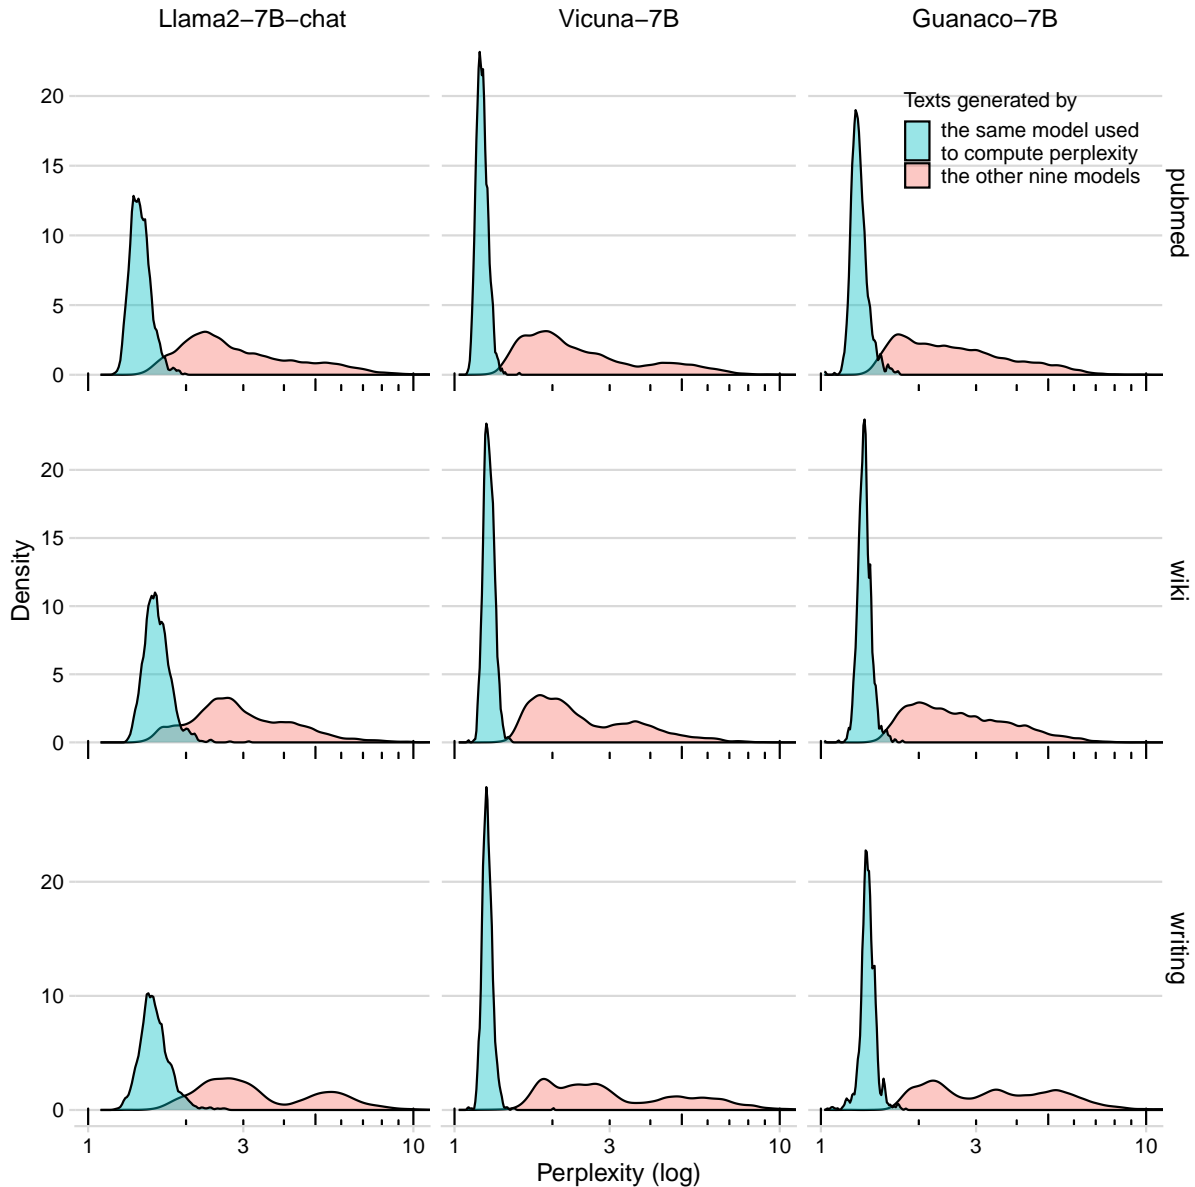 Llama2−7B−chat Vicuna−7B Guanaco−7B
Texts generated by
the same model used
to compute perplexity
the other nine models
20
15
10
5
0
pubmed
20
15
10
5
0
wiki
Density
20
10
0
writing
1 3 10 1 3 10 1 3 10
Perplexity (log)